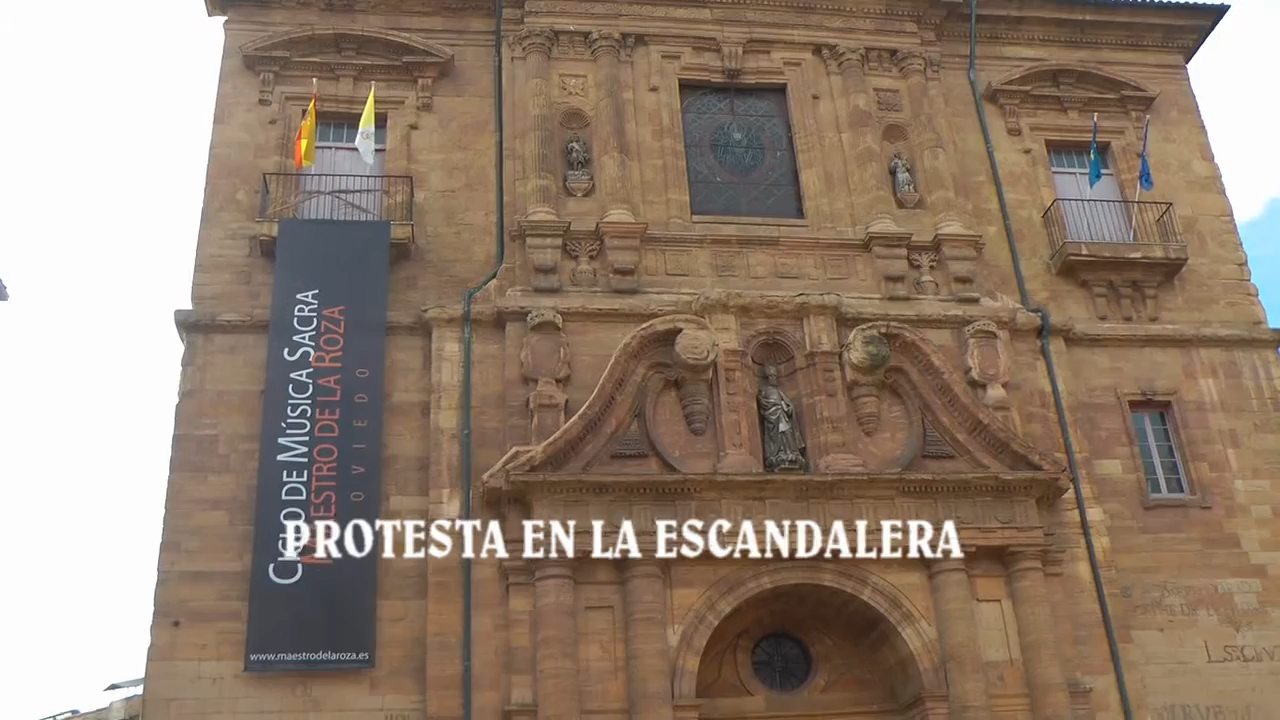 CICLO DE MÚSICA SACRA
MAESTRO DE LA ROZA
OVIEDO
www.maestrodelaroza.es
PROTESTA EN LA ESCANDALERA